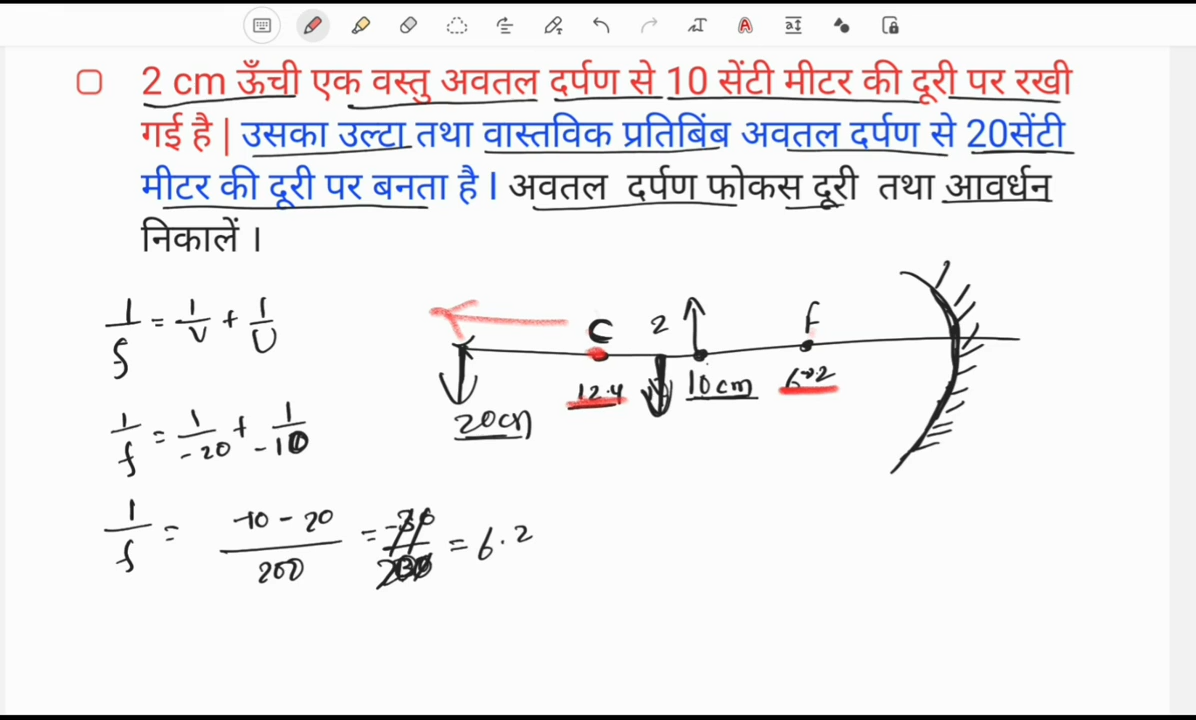 2 cm ऊँची एक वस्तु अवतल दर्पण से 10 सेंटी मीटर की दूरी पर रखी
गई है | उसका उल्टा तथा वास्तविक प्रतिबिंब अवतल दर्पण से 20सेंटी
मीटर की दूरी पर बनता है । अवतल दर्पण फोकस दूरी तथा आवर्धन
निकालें ।
1/f = 1/v + 1/U
C 2 F
12.4 10cm 6.2
20cm
1/f = 1/-20 + 1/-10
1/f = -10 - 20 / 200 = -30/200 = 6.2